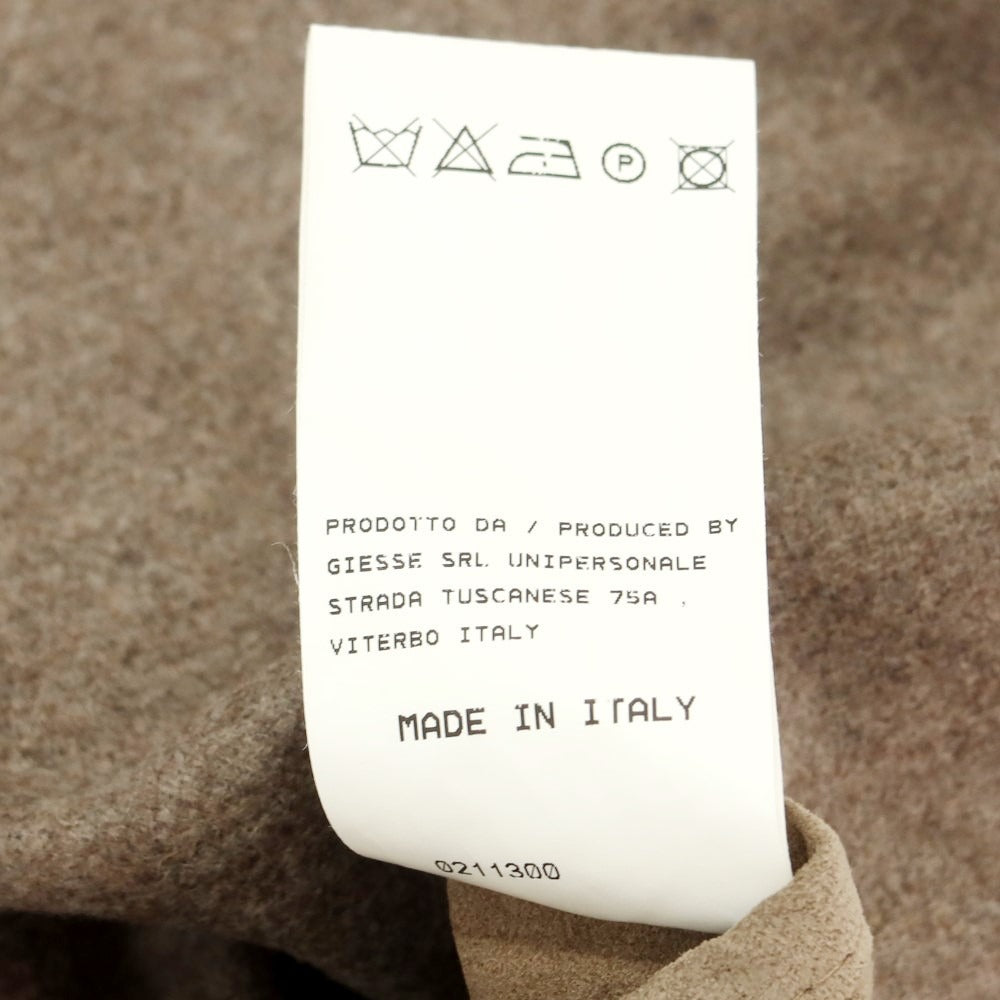 P
PRODOTTO DA / PRODUCED BY
GIESSE SRL UNIPERSONALE
STRADA TUSCANESE 75A ,
VITERBO ITALY
MADE IN ITALY
0211300